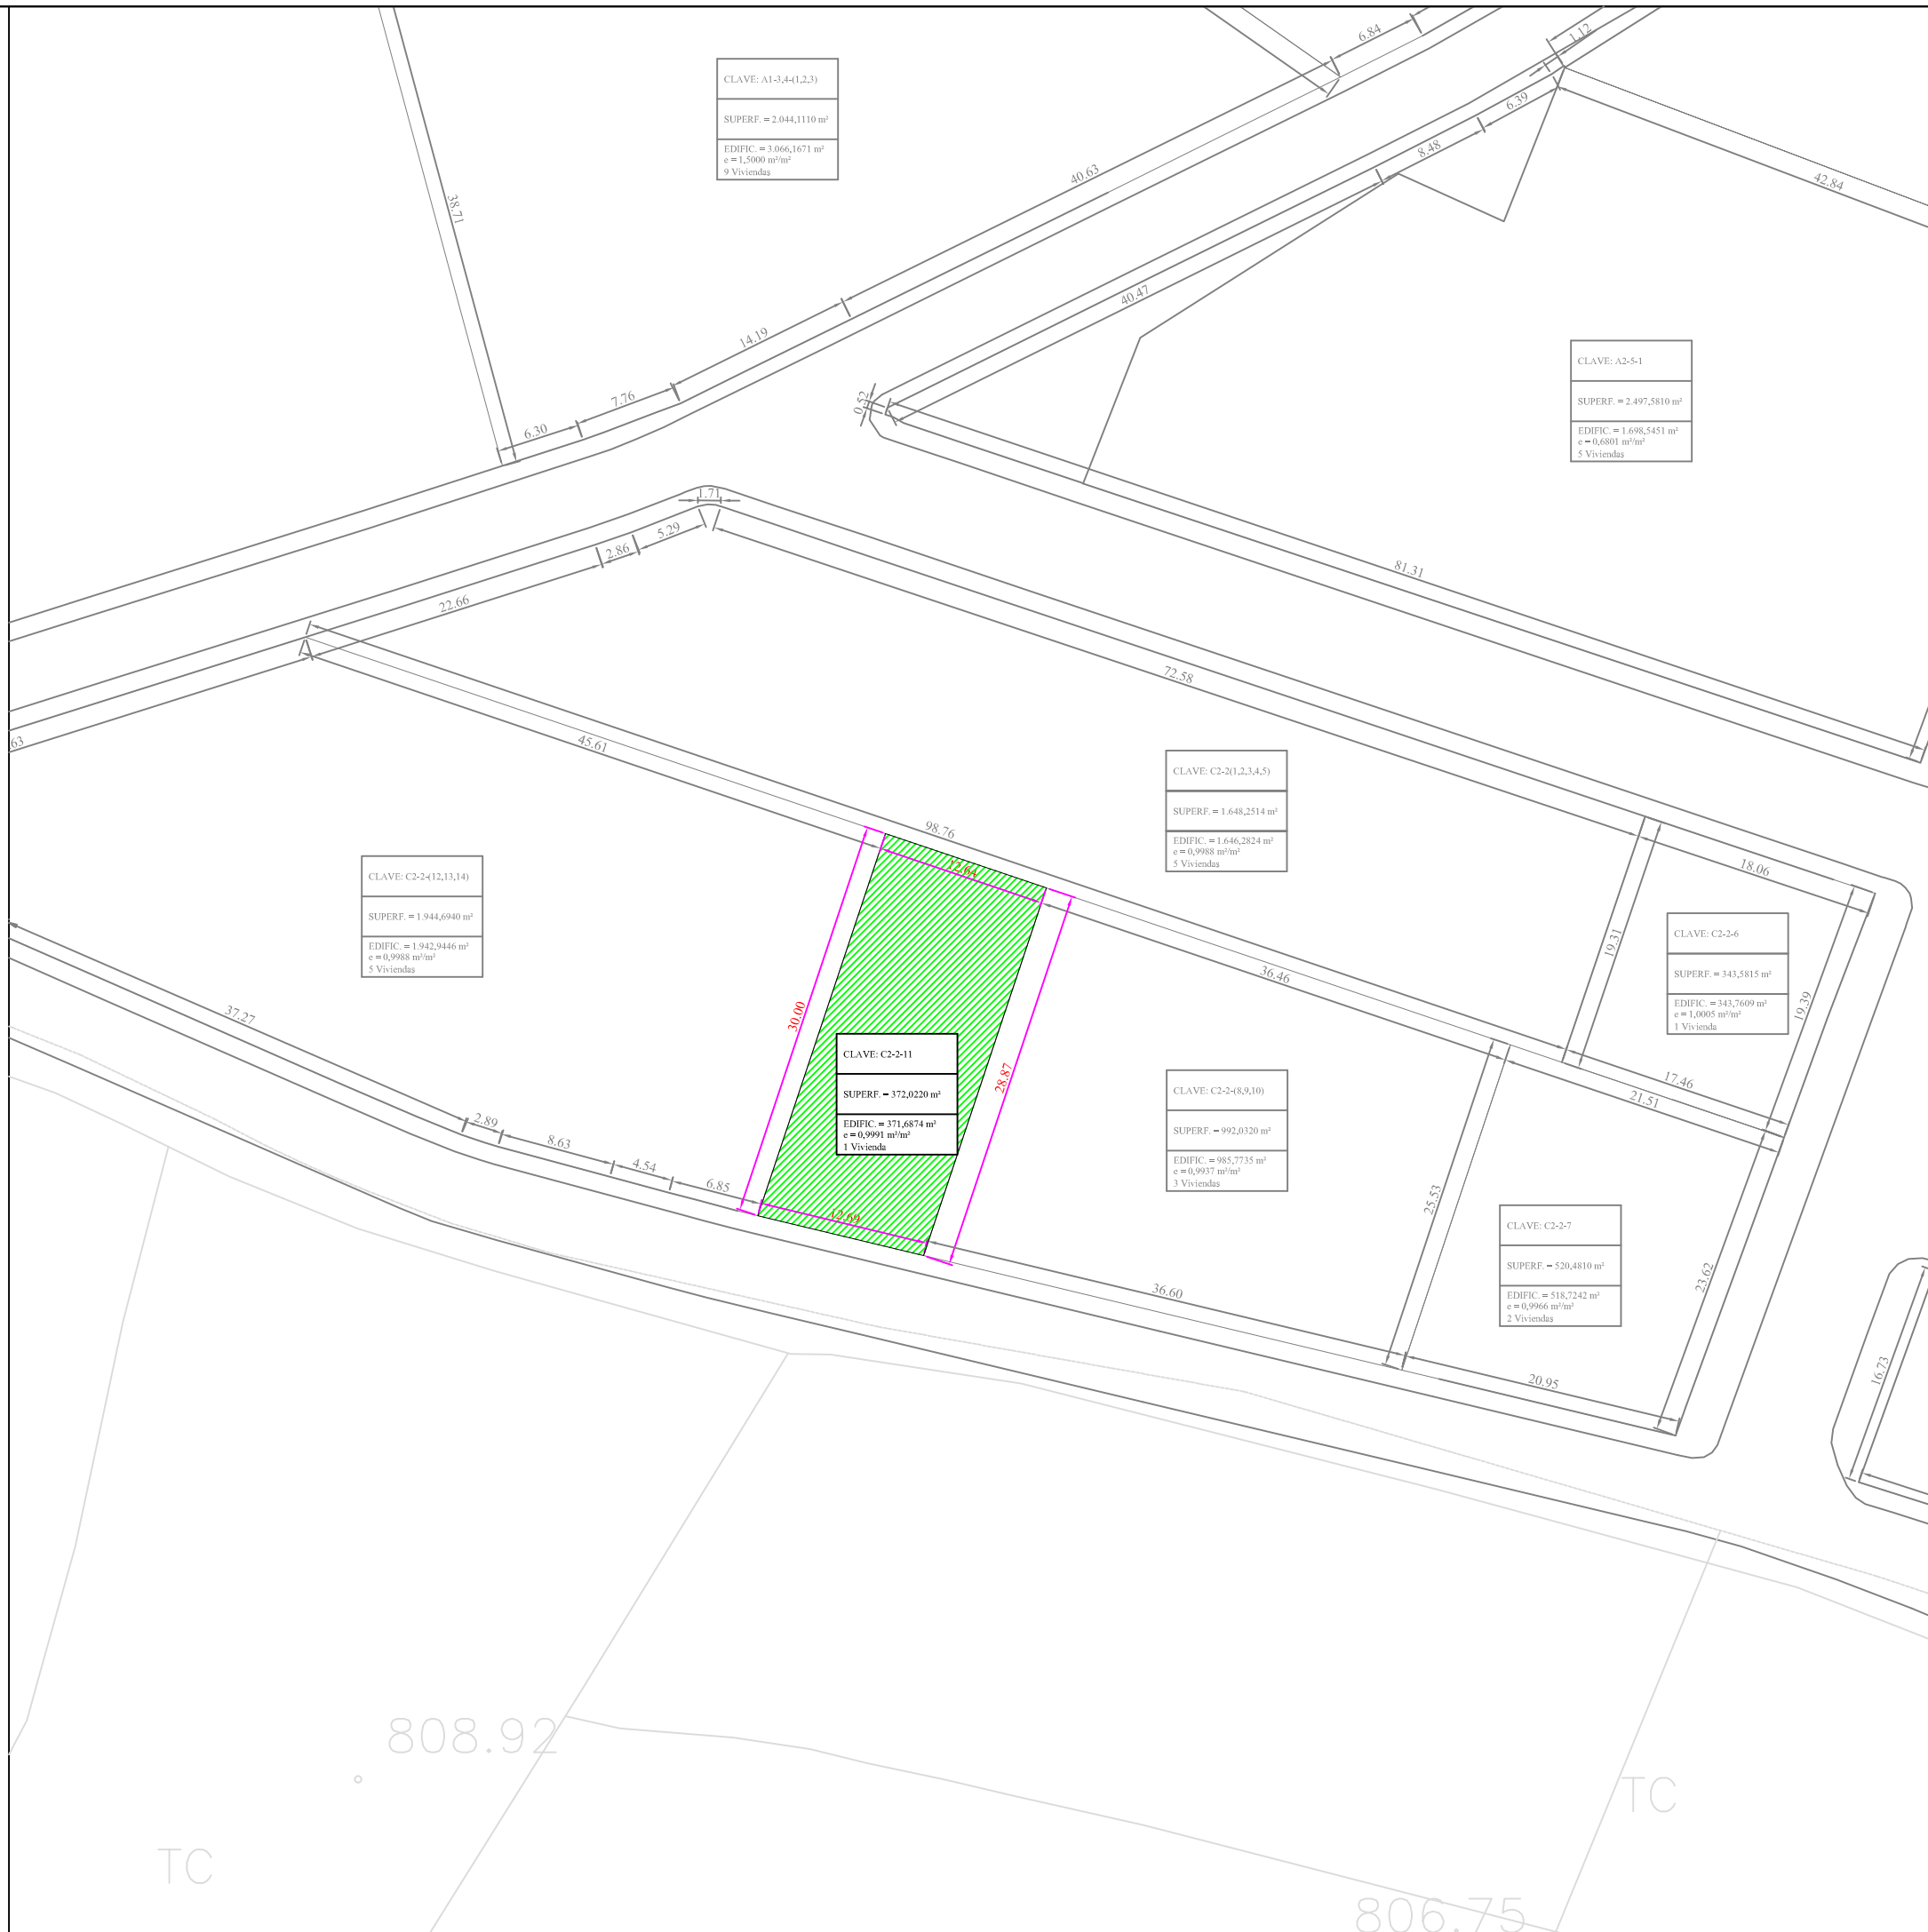 6.84
1.12
CLAVE: A1-3,4-(1,2,3)
SUPERF. = 2.044,1110 m²
EDIFIC. = 3.066,1671 m²
e = 1,5000 m²/m²
9 Viviendas
6.39
8.48
40.63
42.84
38.71
40.47
14.19
CLAVE: A2-5-1
SUPERF. = 2.497,5810 m²
EDIFIC. = 1.698,5451 m²
e = 0,6801 m²/m²
5 Viviendas
7.76
0.52
6.30
1.71
5.29
2.86
81.31
22.66
72.58
63
45.61
CLAVE: C2-2(1,2,3,4,5)
SUPERF. = 1.648,2514 m²
EDIFIC. = 1.646,2824 m²
e = 0,9988 m²/m²
5 Viviendas
98.76
12.64
18.06
CLAVE: C2-2-(12,13,14)
SUPERF. = 1.944,6940 m²
EDIFIC. = 1.942,9446 m²
e = 0,9988 m²/m²
5 Viviendas
19.31
CLAVE: C2-2-6
SUPERF. = 343,5815 m²
EDIFIC. = 343,7609 m²
e = 1,0005 m²/m²
1 Vivienda
36.46
19.39
37.27
30.00
CLAVE: C2-2-11
SUPERF. = 372,0220 m²
EDIFIC. = 371,6874 m²
e = 0,9991 m²/m²
1 Vivienda
28.87
CLAVE: C2-2-(8,9,10)
SUPERF. = 992,0320 m²
EDIFIC. = 985,7735 m²
e = 0,9937 m²/m²
3 Viviendas
17.46
21.51
2.89
8.63
4.54
6.85
12.69
25.53
CLAVE: C2-2-7
SUPERF. = 520,4810 m²
EDIFIC. = 518,7242 m²
e = 0,9966 m²/m²
2 Viviendas
23.62
36.60
20.95
16.73
808.92
TC
TC
806.75